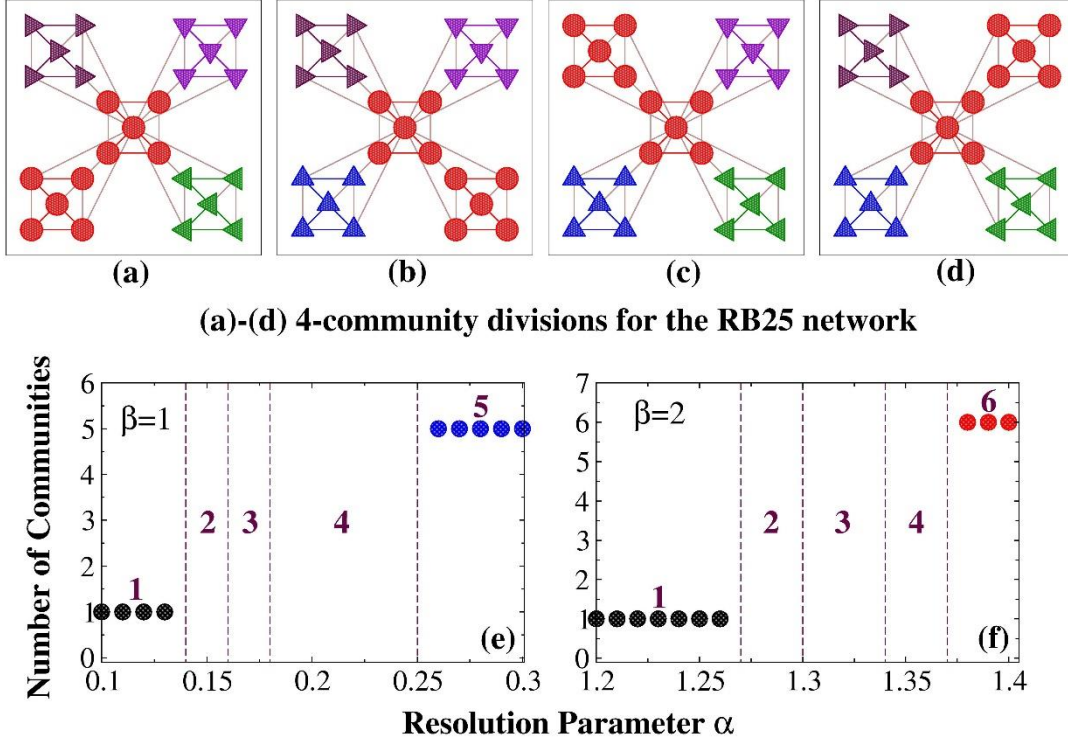 (a) (b) (c) (d)
(a)-(d) 4-community divisions for the RB25 network
Number of Communities
6
5
4
3
2
1
0
β=1
1
2
3
4
5
(e)
0.1 0.15 0.2 0.25 0.3
7
6
5
4
3
2
1
0
β=2
1
2
3
4
6
(f)
1.2 1.25 1.3 1.35 1.4
Resolution Parameter α